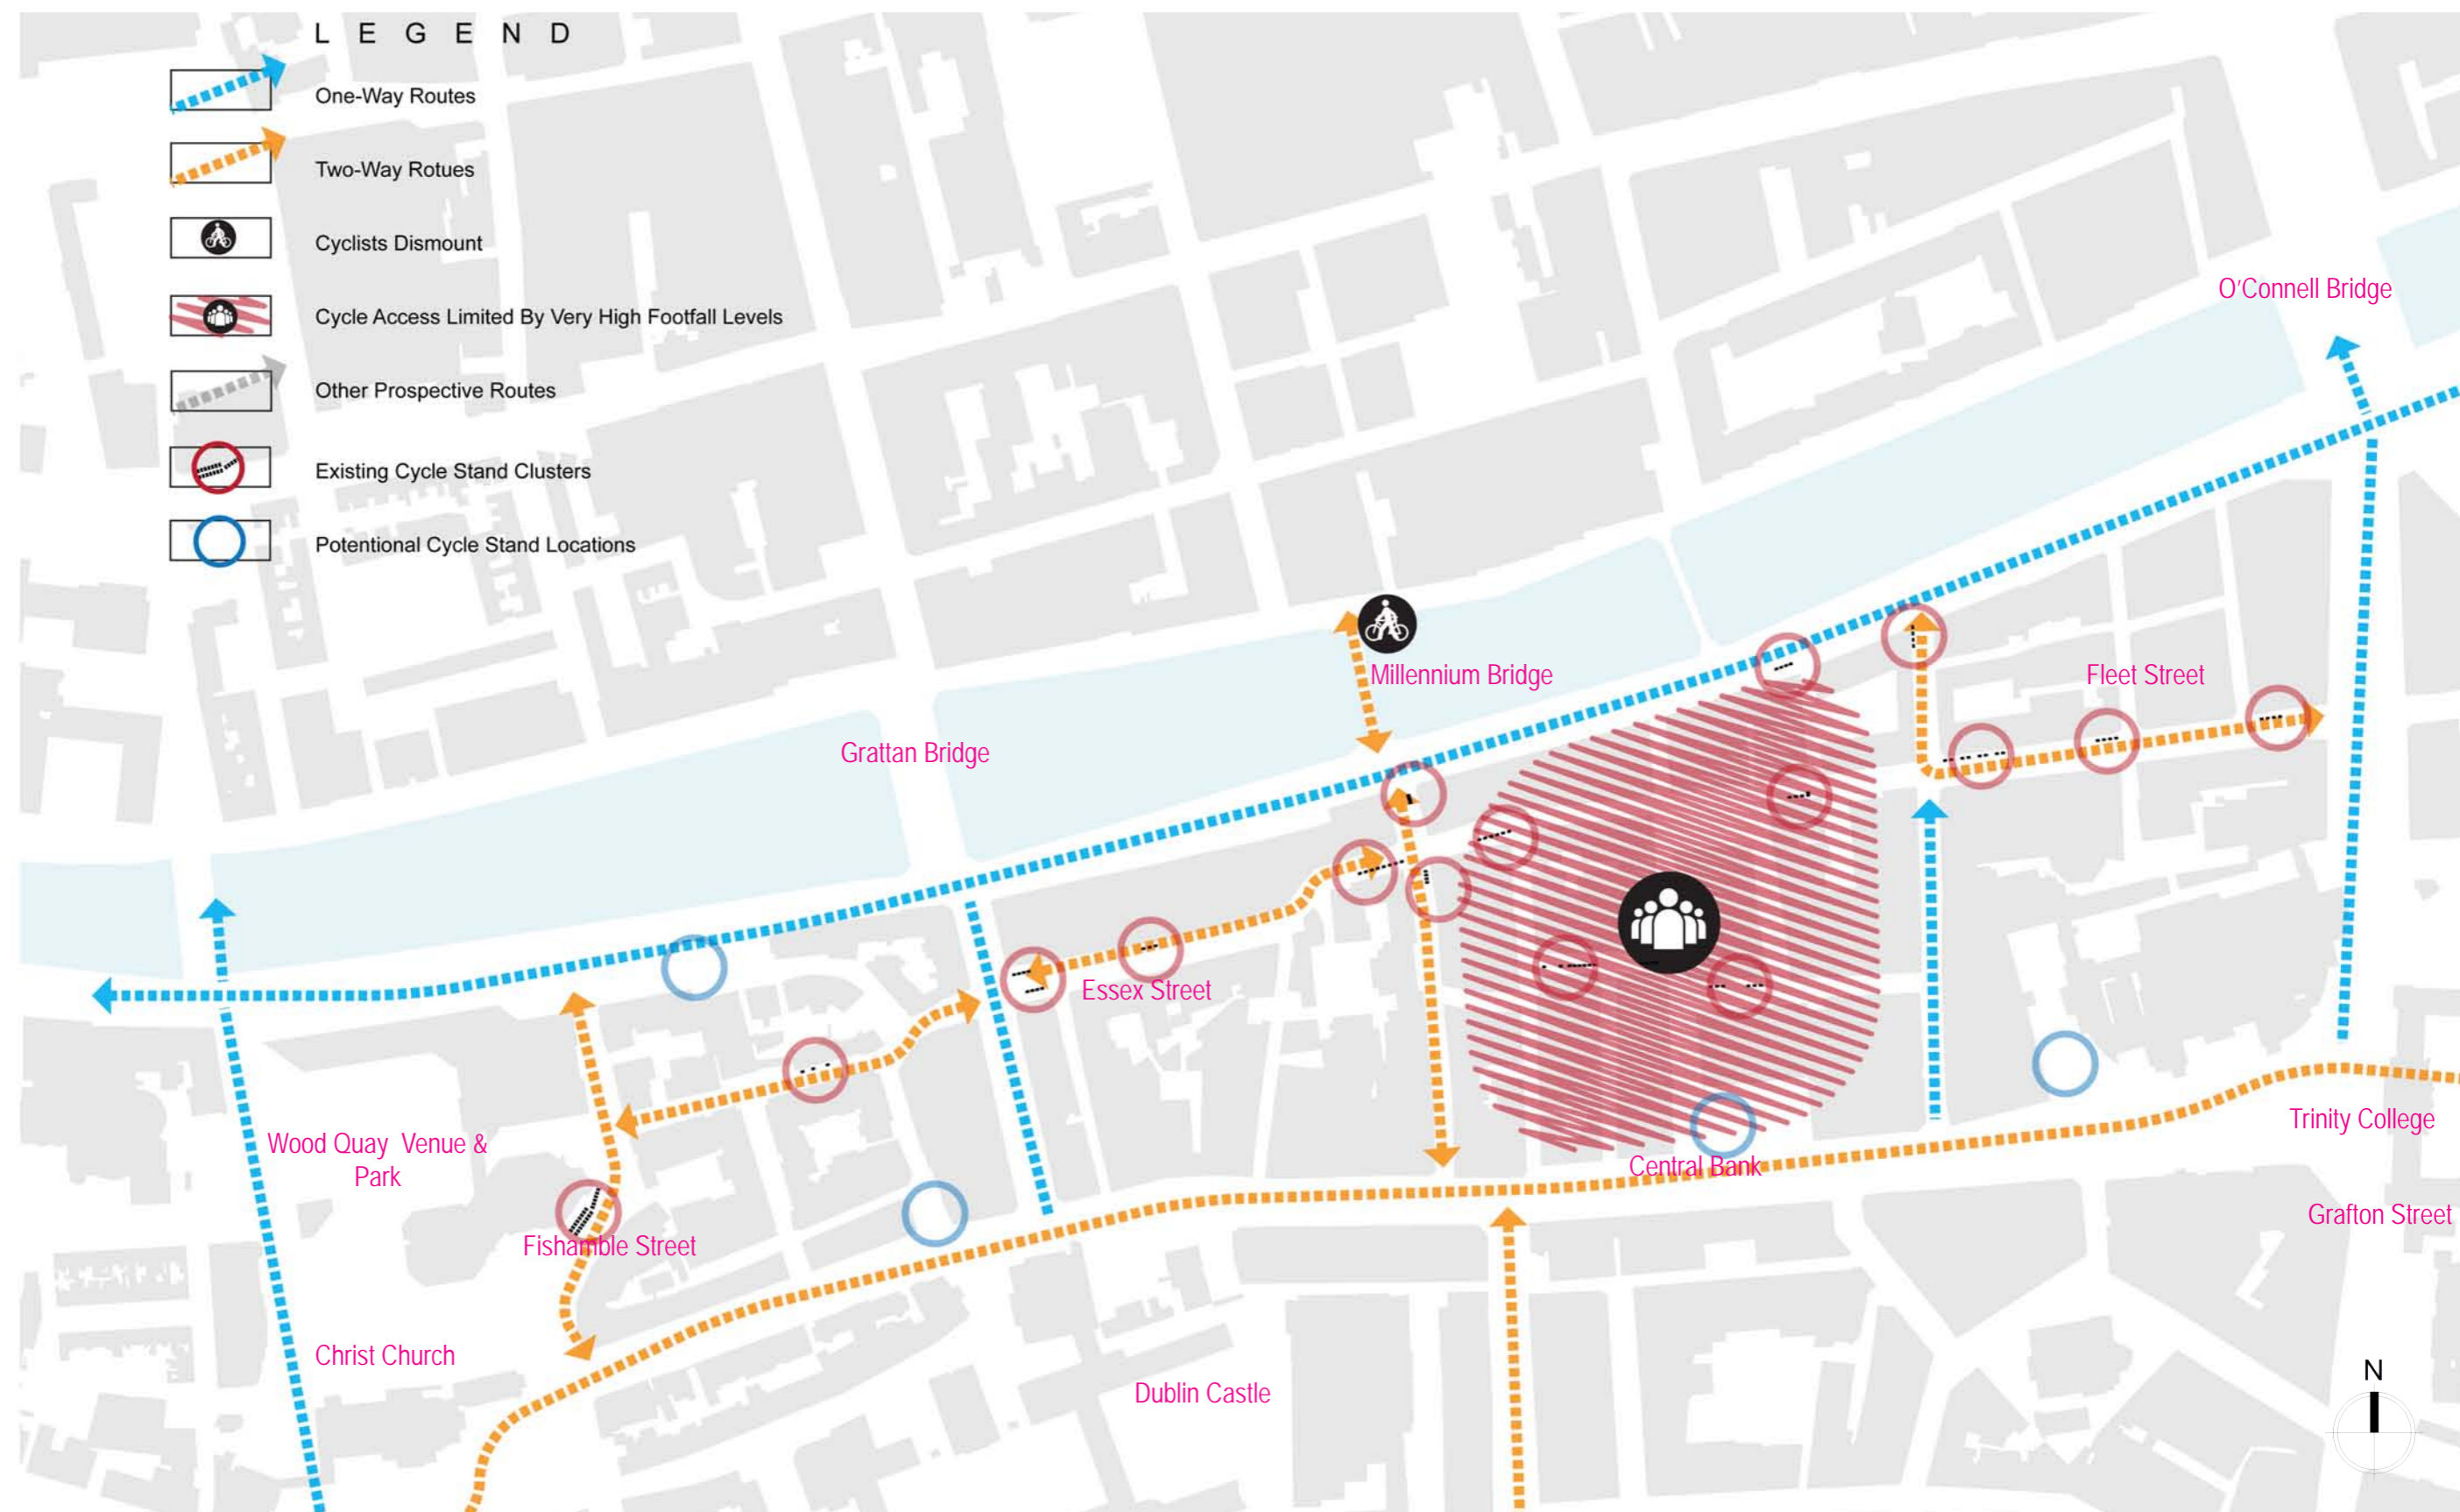 L E G E N D
One-Way Routes
Two-Way Rotues
Cyclists Dismount
Cycle Access Limited By Very High Footfall Levels
Other Prospective Routes
Existing Cycle Stand Clusters
Potentional Cycle Stand Locations
O'Connell Bridge
Millennium Bridge
Fleet Street
Grattan Bridge
Essex Street
Wood Quay Venue &
Park
Trinity College
Central Bank
Grafton Street
Fishamble Street
Christ Church
Dublin Castle
N